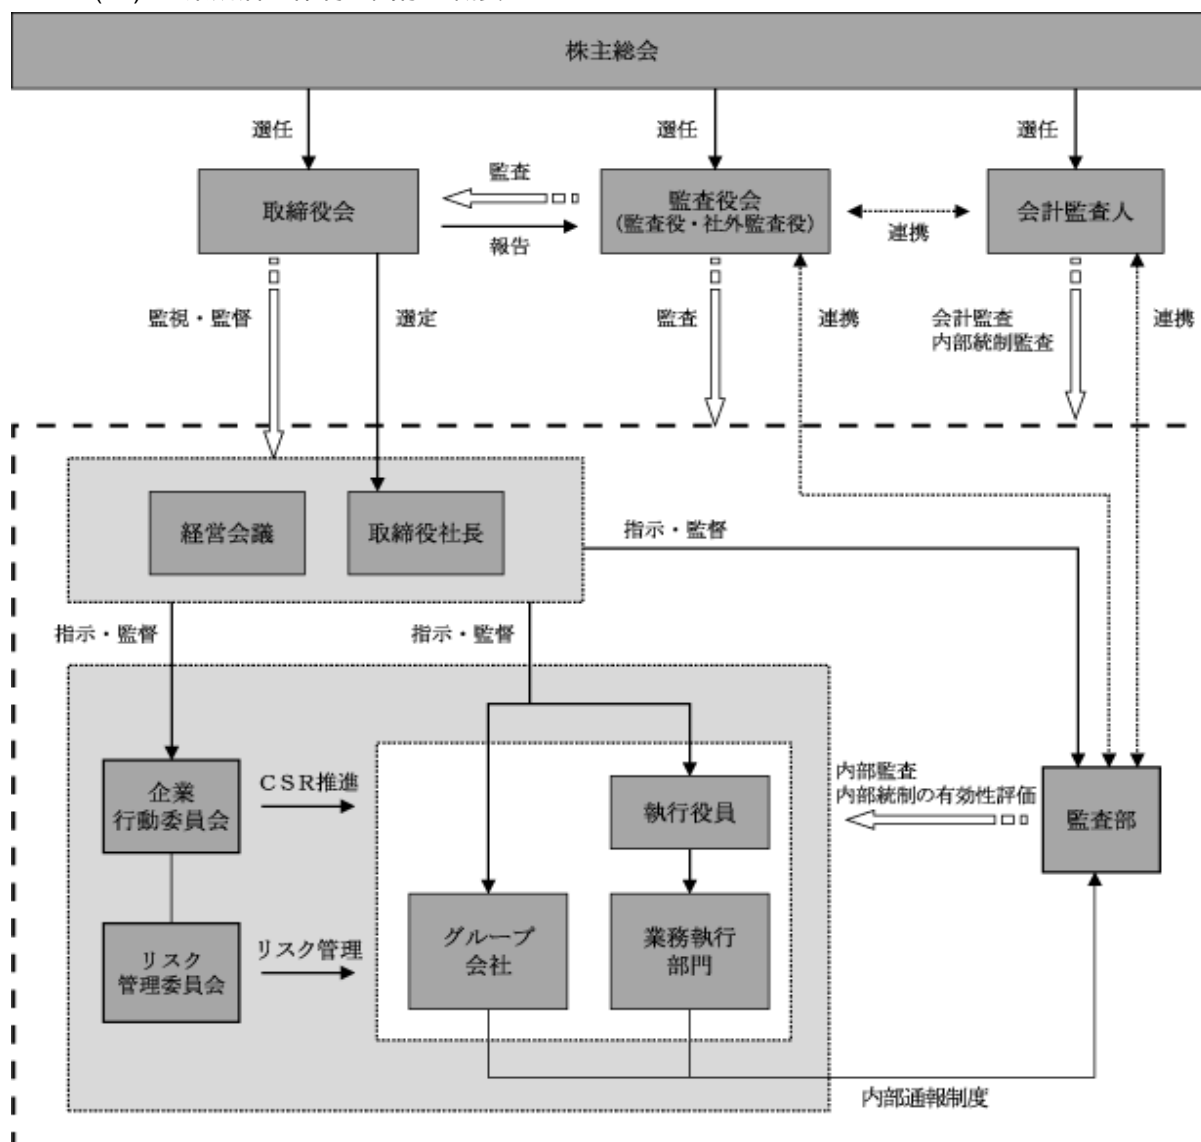 株主総会
選任
選任
選任
取締役会
監査
報告
監査役会
(監査役・社外監査役)
連携
会計監査人
監視・監督
選定
監査
連携
会計監査
内部統制監査
連携
経営会議
取締役社長
指示・監督
指示・監督
指示・監督
企業
行動委員会
CSR推進
執行役員
内部監査
内部統制の有効性評価
監査部
リスク
管理委員会
リスク管理
グループ
会社
業務執行
部門
内部通報制度